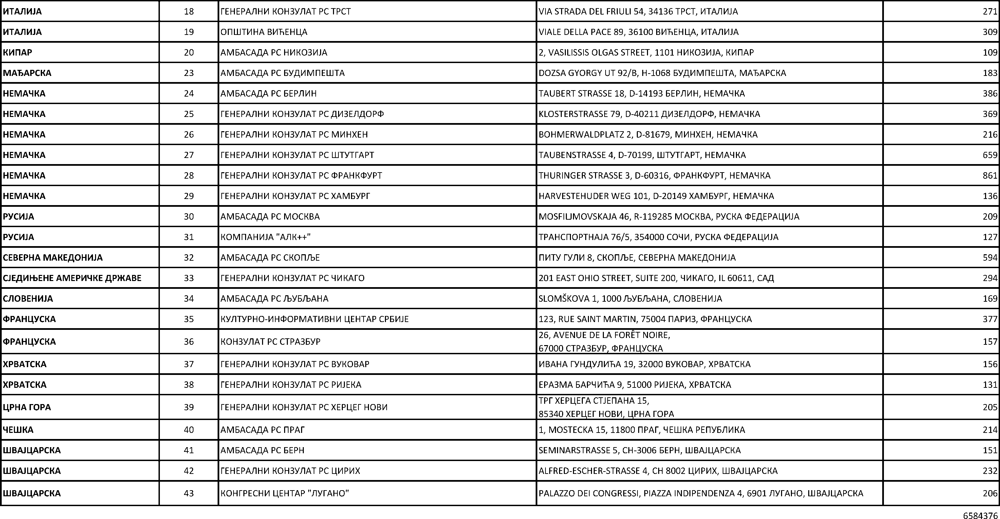 ИТАЛИЈА 18 ГЕНЕРАЛНИ КОНЗУЛАТ РС ТРСТ VIA STRADA DEL FRIULI 54, 34136 ТРСТ, ИТАЛИЈА 271
ИТАЛИЈА 19 ОПШТИНА ВИЋЕНЦА VIALE DELLA PACE 89, 36100 ВИЋЕНЦА, ИТАЛИЈА 309
КИПАР 20 АМБАСАДА РС НИКОЗИЈА 2, VASILISSIS OLGAS STREET, 1101 НИКОЗИЈА, КИПАР 109
МАЂАРСКА 23 АМБАСАДА РС БУДИМПЕШТА DOZSA GYORGY UT 92/B, H-1068 БУДИМПЕШТА, МАЂАРСКА 183
НЕМАЧКА 24 АМБАСАДА РС БЕРЛИН TAUBERT STRASSE 18, D-14193 БЕРЛИН, НЕМАЧКА 386
НЕМАЧКА 25 ГЕНЕРАЛНИ КОНЗУЛАТ РС ДИЗЕЛДОРФ KLOSTERSTRASSE 79, D-40211 ДИЗЕЛДОРФ, НЕМАЧКА 369
НЕМАЧКА 26 ГЕНЕРАЛНИ КОНЗУЛАТ РС МИНХЕН BOHMERWALDPLATZ 2, D-81679, МИНХЕН, НЕМАЧКА 216
НЕМАЧКА 27 ГЕНЕРАЛНИ КОНЗУЛАТ РС ШТУТГАРТ TAUBENSTRASSE 4, D-70199, ШТУТГАРТ, НЕМАЧКА 659
НЕМАЧКА 28 ГЕНЕРАЛНИ КОНЗУЛАТ РС ФРАНКФУРТ THURINGER STRASSE 3, D-60316, ФРАНКФУРТ, НЕМАЧКА 861
НЕМАЧКА 29 ГЕНЕРАЛНИ КОНЗУЛАТ РС ХАМБУРГ HARVESTEHUDER WEG 101, D-20149 ХАМБУРГ, НЕМАЧКА 136
РУСИЈА 30 АМБАСАДА РС МОСКВА MOSFILJMOVSKAJA 46, R-119285 МОСКВА, РУСКА ФЕДЕРАЦИЈА 209
РУСИЈА 31 КОМПАНИЈА "АЛК++" ТРАНСПОРТНАЈА 76/5, 354000 СОЧИ, РУСКА ФЕДЕРАЦИЈА 127
СЕВЕРНА МАКЕДОНИЈА 32 АМБАСАДА РС СКОПЉЕ ПИТУ ГУЛИ 8, СКОПЉЕ, СЕВЕРНА МАКЕДОНИЈА 594
СЈЕДИЊЕНЕ АМЕРИЧКЕ ДРЖАВЕ 33 ГЕНЕРАЛНИ КОНЗУЛАТ РС ЧИКАГО 201 EAST OHIO STREET, SUITE 200, ЧИКАГО, IL 60611, САД 294
СЛОВЕНИЈА 34 АМБАСАДА РС ЉУБЉАНА SLOMŠKOVA 1, 1000 ЉУБЉАНА, СЛОВЕНИЈА 169
ФРАНЦУСКА 35 КУЛТУРНО-ИНФОРМАТИВНИ ЦЕНТАР СРБИЈЕ 123, RUE SAINT MARTIN, 75004 ПАРИЗ, ФРАНЦУСКА 377
ФРАНЦУСКА 36 КОНЗУЛАТ РС СТРАЗБУР 26, AVENUE DE LA FORÊT NOIRE,
67000 СТРАЗБУР, ФРАНЦУСКА 157
ХРВАТСКА 37 ГЕНЕРАЛНИ КОНЗУЛАТ РС ВУКОВАР ИВАНА ГУНДУЛИЋА 19, 32000 ВУКОВАР, ХРВАТСКА 156
ХРВАТСКА 38 ГЕНЕРАЛНИ КОНЗУЛАТ РС РИЈЕКА ЕРАЗМА БАРЧИЋА 9, 51000 РИЈЕКА, ХРВАТСКА 131
ЦРНА ГОРА 39 ГЕНЕРАЛНИ КОНЗУЛАТ РС ХЕРЦЕГ НОВИ ТРГ ХЕРЦЕГА СТЈЕПАНА 15,
85340 ХЕРЦЕГ НОВИ, ЦРНА ГОРА 205
ЧЕШКА 40 АМБАСАДА РС ПРАГ 1, MOSTECKA 15, 11800 ПРАГ, ЧЕШКА РЕПУБЛИКА 214
ШВАЈЦАРСКА 41 АМБАСАДА РС БЕРН SEMINARSTRASSE 5, CH-3006 БЕРН, ШВАЈЦАРСКА 151
ШВАЈЦАРСКА 42 ГЕНЕРАЛНИ КОНЗУЛАТ РС ЦИРИХ ALFRED-ESCHER-STRASSE 4, CH 8002 ЦИРИХ, ШВАЈЦАРСКА 232
ШВАЈЦАРСКА 43 КОНГРЕСНИ ЦЕНТАР "ЛУГАНО" PALAZZO DEI CONGRESSI, PIAZZA INDIPENDENZA 4, 6901 ЛУГАНО, ШВАЈЦАРСКА 206
6584376